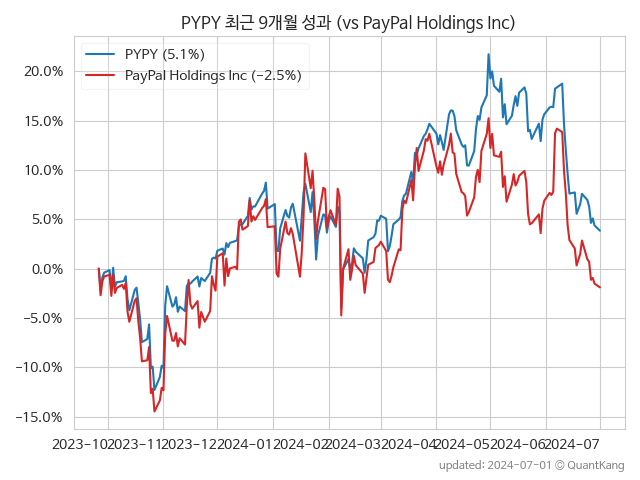 PYPY 최근 9개월 성과 (vs PayPal Holdings Inc)
PYPY (5.1%)
PayPal Holdings Inc (−2.5%)
20.0%
15.0%
10.0%
5.0%
0.0%
−5.0%
−10.0%
−15.0%
2023-10 2023-11 2023-12 2024-01 2024-02 2024-03 2024-04 2024-05 2024-06 2024-07
updated: 2024-07-01 © QuantKang